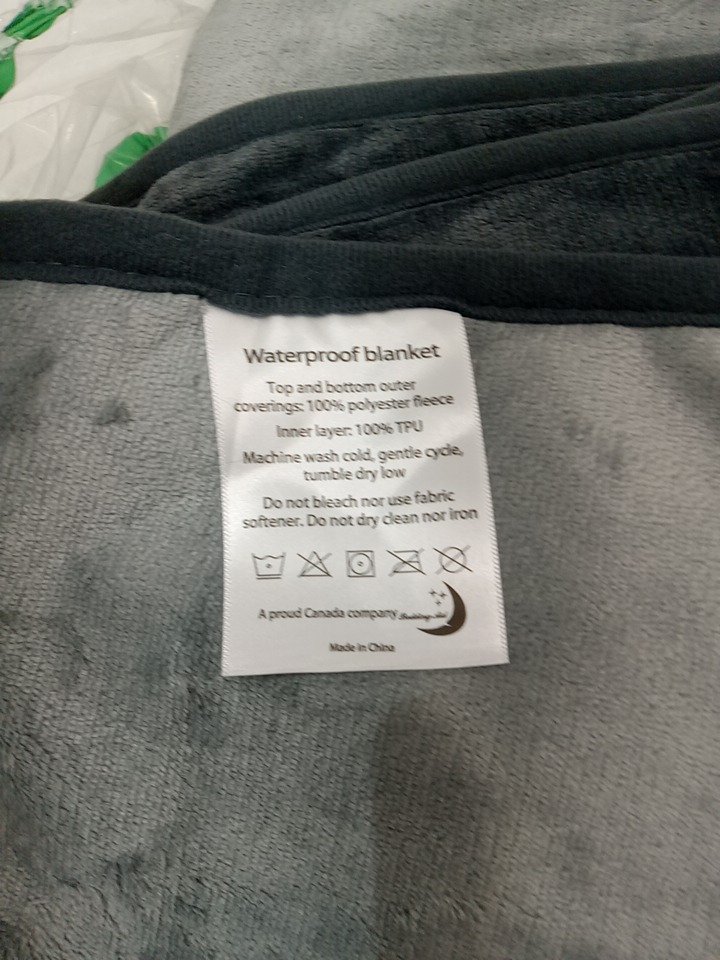 Waterproof blanket
Top and bottom outer
coverings: 100% polyester fleece
Inner layer: 100% TPU
Machine wash cold, gentle cycle,
tumble dry low
Do not bleach nor use fabric
softener. Do not dry clean nor iron
A proud Canada company
Made in China